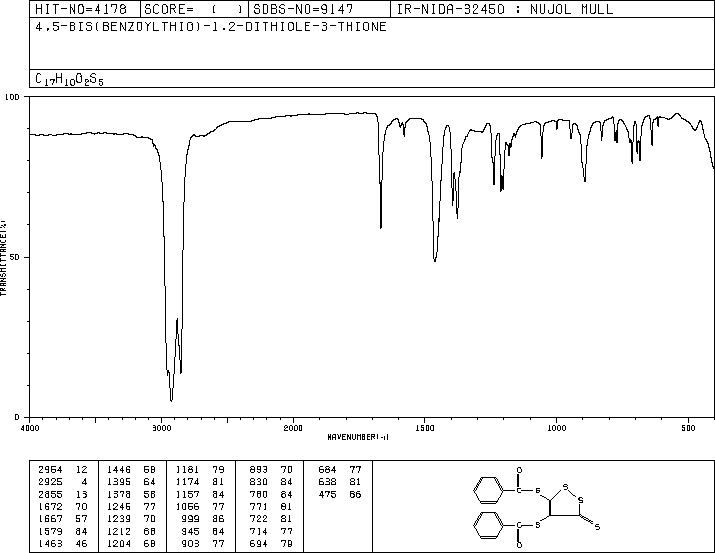 HIT-NO=4178 SCORE= ( ) SDBS-NO=9147 IR-NIDA-32450 : NUJOL MULL
4,5-BIS(BENZOYLTHIO)-1,2-DITHIOLE-3-THIONE
C17H10O2S5
100
50
0
TRANSMITTANCE(%)
4000 3000 2000 1500 1000 500
WAVENUMBER(-1)
2954 12 1446 68 1181 79 893 70 684 77
2925 4 1395 64 1174 81 830 84 638 81
2855 13 1378 58 1157 84 780 84 475 86
1672 70 1246 77 1056 77 771 81
1667 57 1239 70 999 86 722 81
1579 84 1212 68 945 84 714 77
1463 46 1204 68 903 77 694 79
O
C S S S
C S S
O